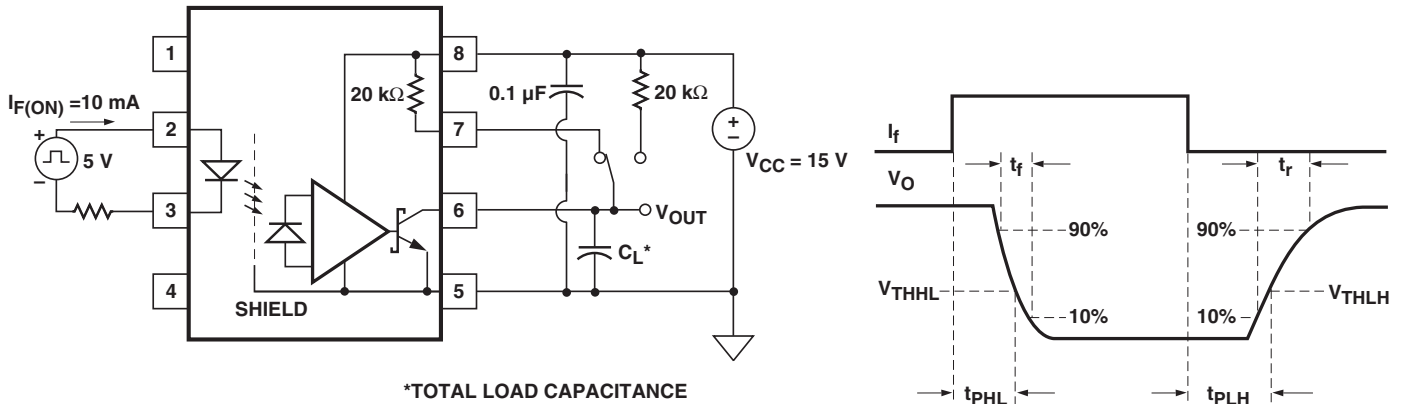 1
8
I_F(ON) =10 mA
20 kΩ
0.1 µF
20 kΩ
2
7
+
5 V
−
+
−
V_CC = 15 V
3
6
V_OUT
C_L*
4
5
SHIELD
*TOTAL LOAD CAPACITANCE
I_f
t_f
t_r
V_O
90%
90%
V_THHL
V_THLH
10%
10%
t_PHL
t_PLH